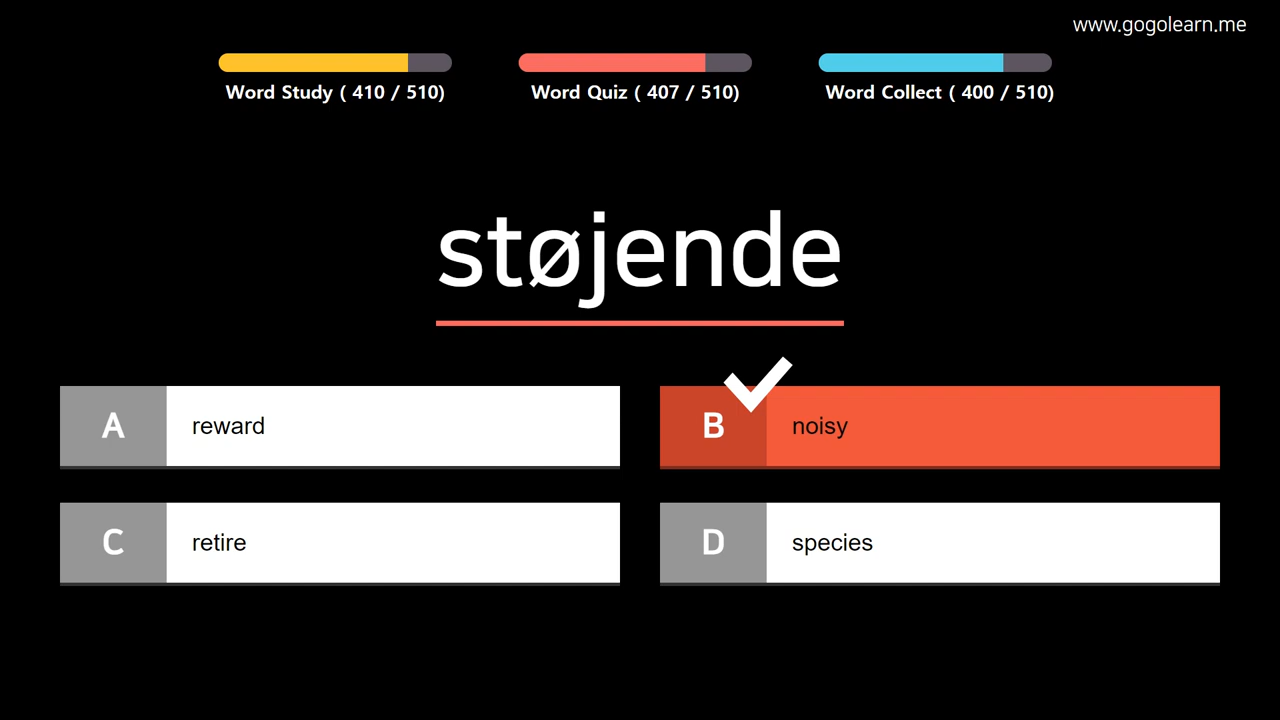 www.gogolearn.me
Word Study ( 410 / 510)
Word Quiz ( 407 / 510)
Word Collect ( 400 / 510)
støjende
A reward
B noisy
C retire
D species